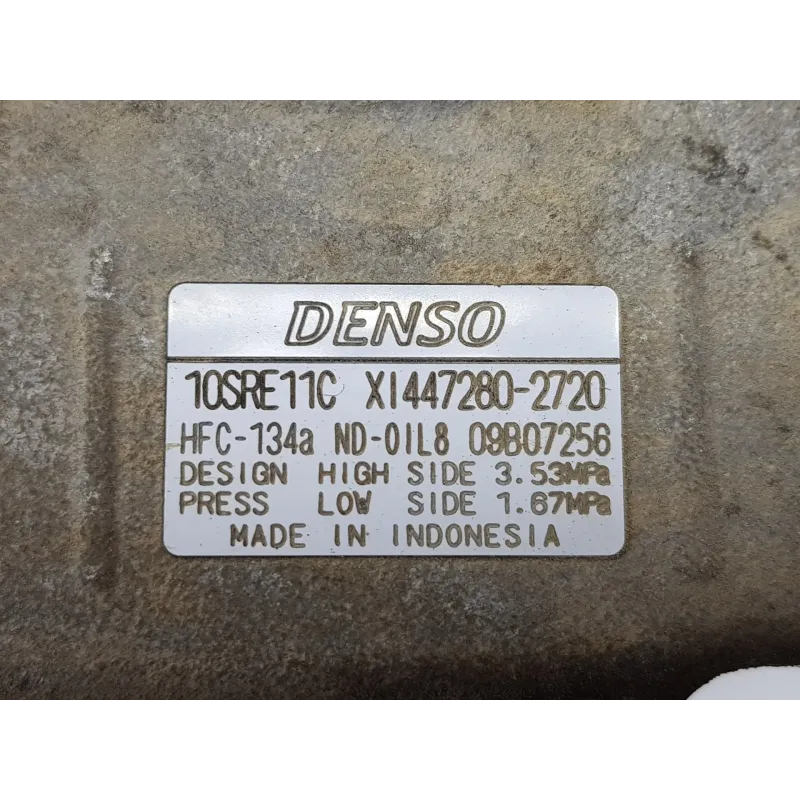 DENSO
10SRE11C XI447280-2720
HFC-134a ND-OIL8 09B07256
DESIGN HIGH SIDE 3.53MPa
PRESS LOW SIDE 1.67MPa
MADE IN INDONESIA